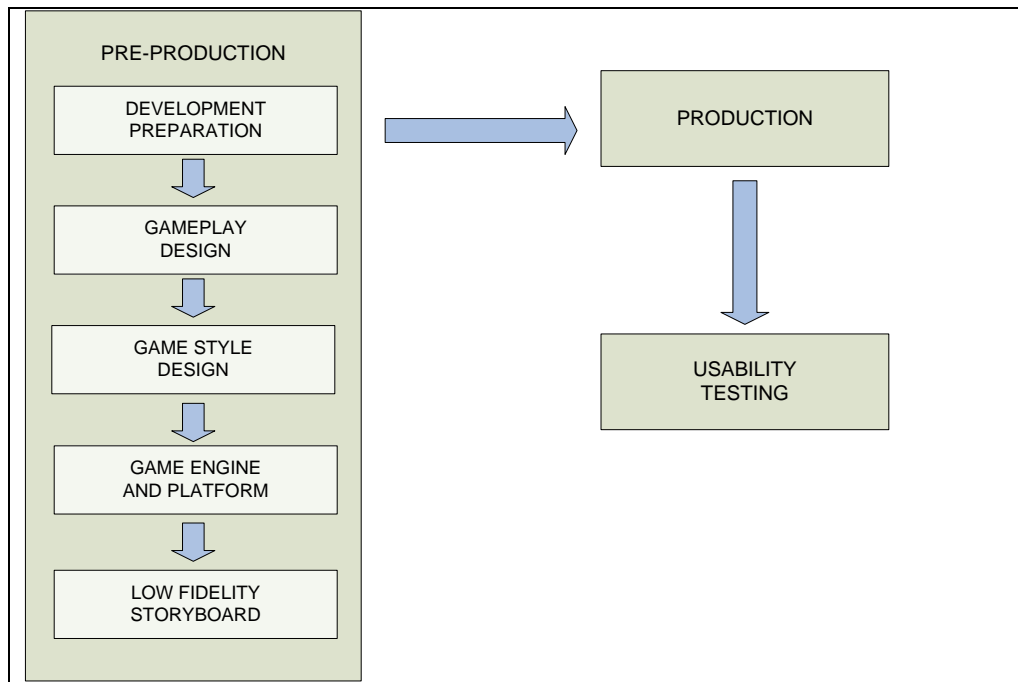 PRE-PRODUCTION
DEVELOPMENT
PREPARATION
GAMEPLAY
DESIGN
GAME STYLE
DESIGN
GAME ENGINE
AND PLATFORM
LOW FIDELITY
STORYBOARD
PRODUCTION
USABILITY
TESTING